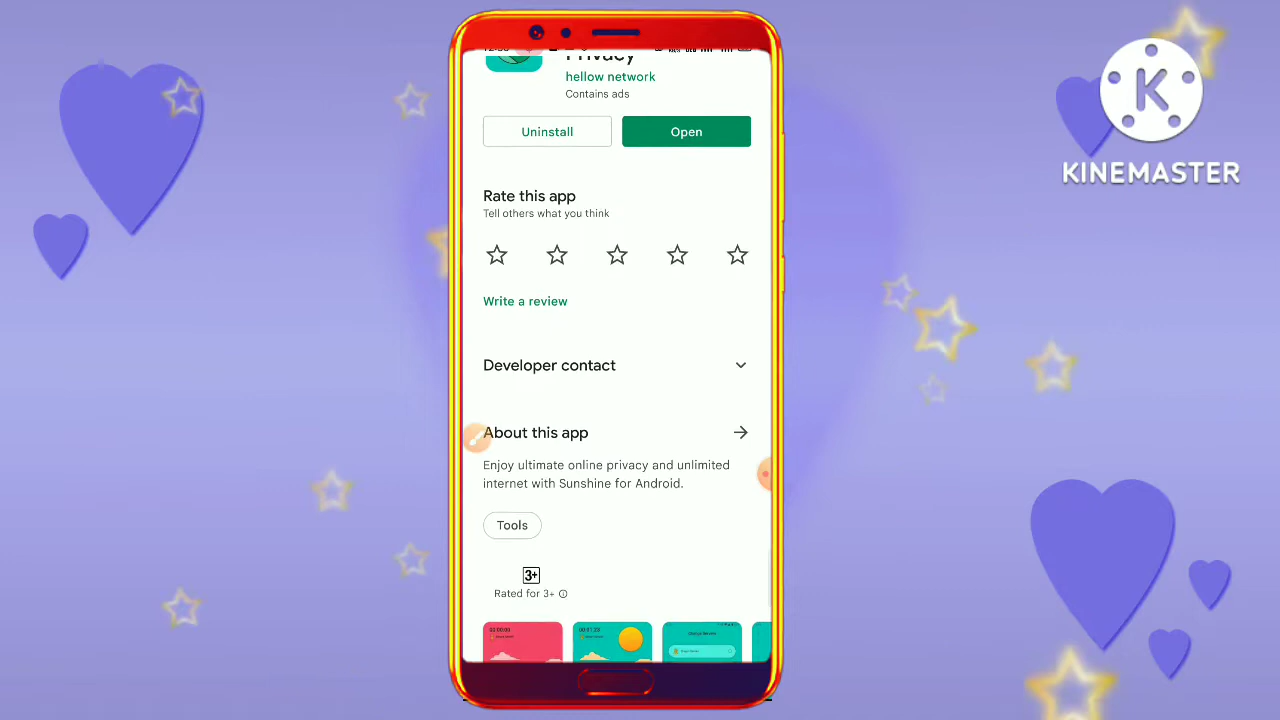 Privacy
hellow network
Contains ads
Uninstall
Open
Rate this app
Tell others what you think
Write a review
Developer contact
About this app
Enjoy ultimate online privacy and unlimited
internet with Sunshine for Android.
Tools
3+
Rated for 3+
K
KINEMASTER